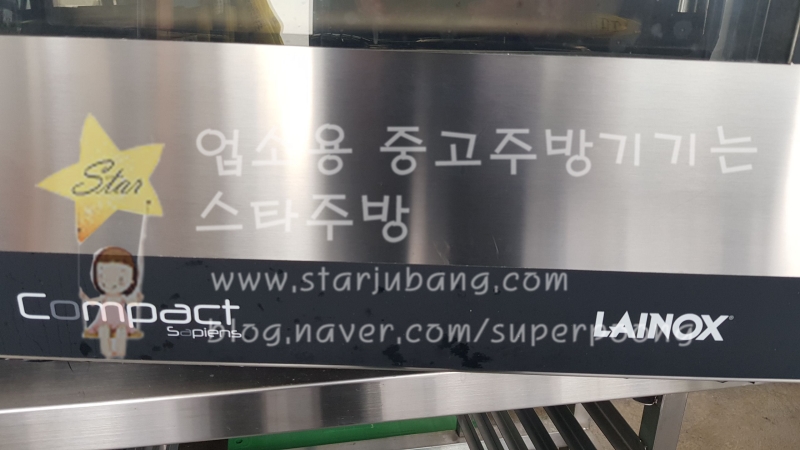 Star
업소용 중고주방기기는
스타주방
www.starjubang.com
Compact
Sapiens
LAINOX
blog.naver.com/superpoong